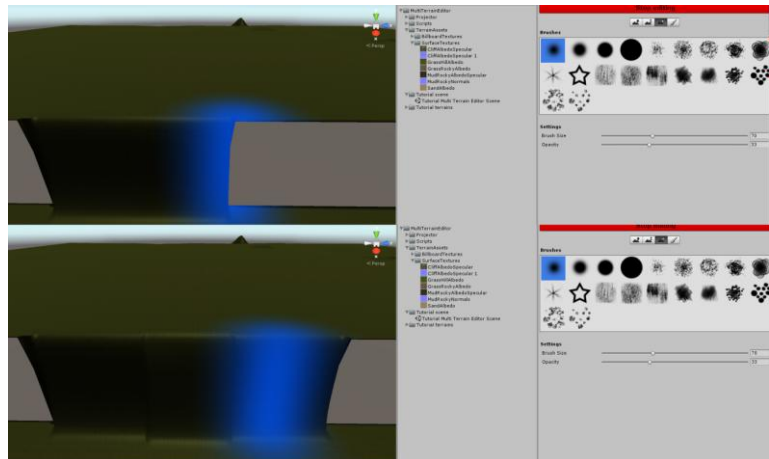 Persp
MultiTerrainEditor
Projector
Scripts
TerrainAssets
BillboardTextures
SurfaceTextures
CliffAlbedoSpecular
CliffAlbedoSpecular 1
GrassHillAlbedo
GrassRockyAlbedo
MudRockyAlbedoSpecular
MudRockyNormals
SandAlbedo
Tutorial scene
Tutorial Multi Terrain Editor Scene
Tutorial terrains
Brushes
Settings
Brush Size
Opacity
Persp
MultiTerrainEditor
Projector
Scripts
TerrainAssets
BillboardTextures
SurfaceTextures
CliffAlbedoSpecular
CliffAlbedoSpecular 1
GrassHillAlbedo
GrassRockyAlbedo
MudRockyAlbedoSpecular
MudRockyNormals
SandAlbedo
Tutorial scene
Tutorial Multi Terrain Editor Scene
Tutorial terrains
Brushes
Settings
Brush Size
Opacity